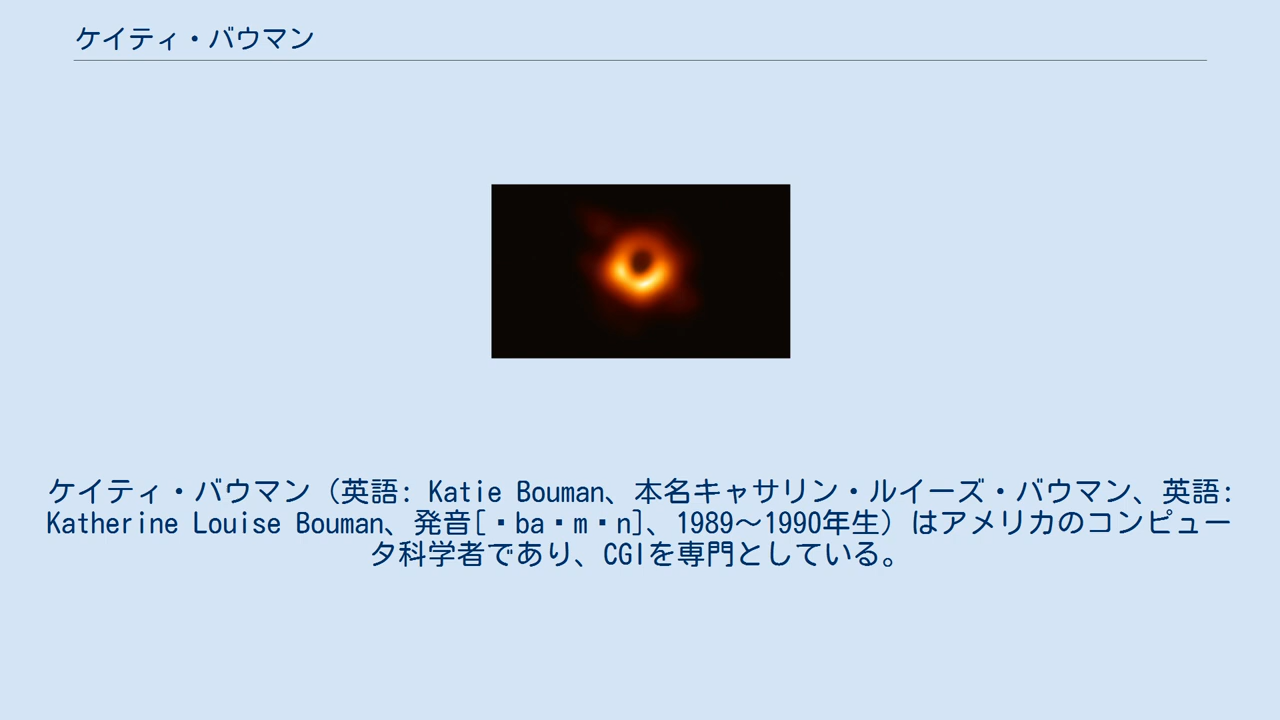 ケイティ・バウマン
ケイティ・バウマン（英語: Katie Bouman、本名キャサリン・ルイーズ・バウマン、英語:
Katherine Louise Bouman、発音[・ba・m・n]、1989〜1990年生）はアメリカのコンピュー
タ科学者であり、CGIを専門としている。